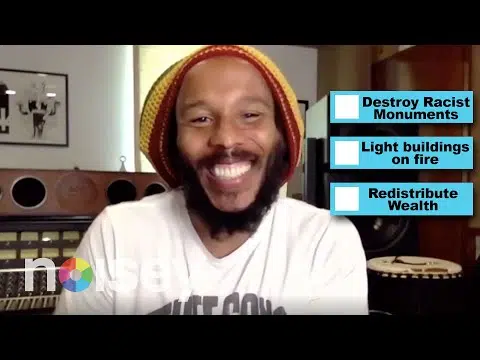 Destroy Racist
Monuments
Light buildings
on fire
Redistribute
Wealth
noisey